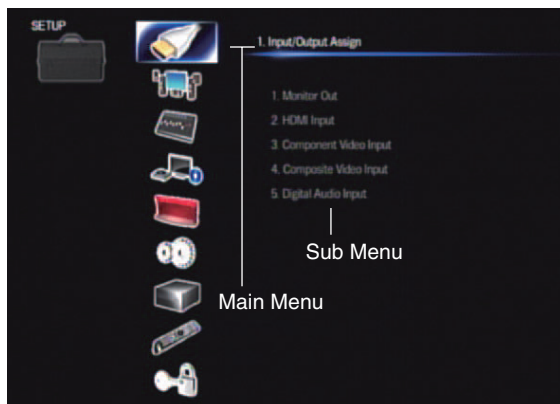 SETUP
1. Input/Output Assign
1. Monitor Out
2. HDMI Input
3. Component Video Input
4. Composite Video Input
5. Digital Audio Input
Sub Menu
Main Menu